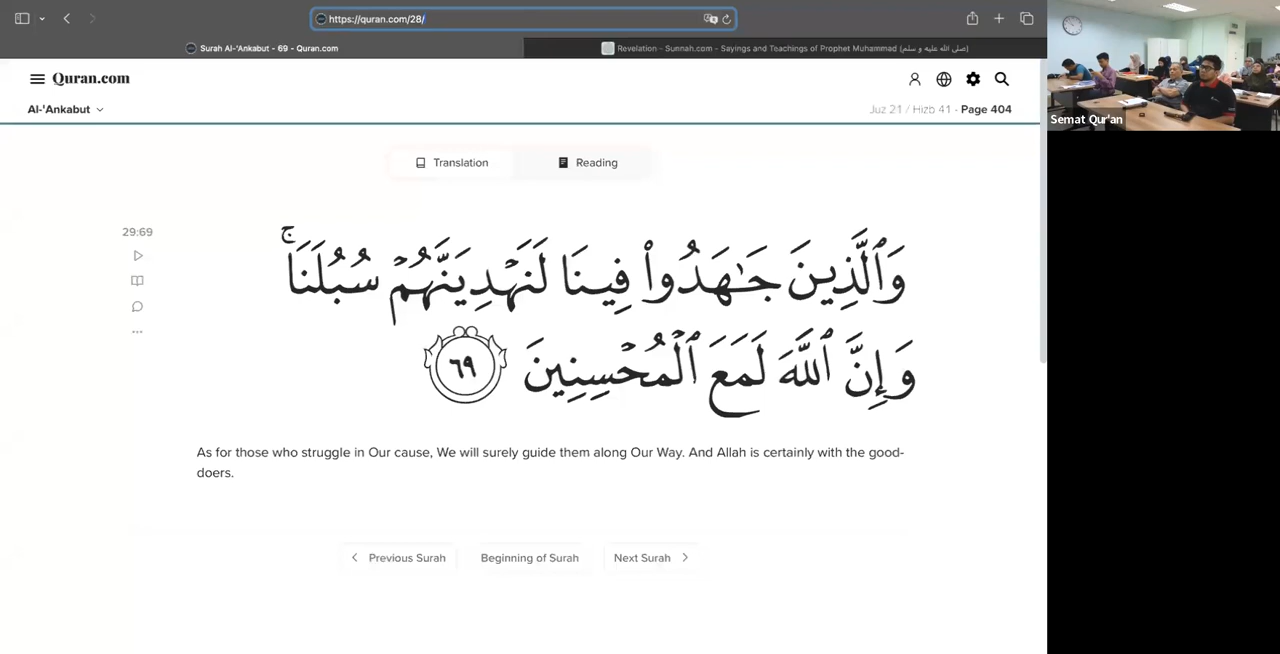 https://quran.com/28/
Surah Al-'Ankabut - 69 - Quran.com
Revelation - Sunnah.com - Sayings and Teachings of Prophet Muhammad (صلى الله عليه و سلم)
Quran.com
Al-'Ankabut
Juz 21 / Hizb 41 - Page 404
Semat Qur'an
Translation
Reading
29:69
وَٱلَّذِينَ جَـٰهَدُوا۟ فِينَا لَنَهْدِيَنَّهُمْ سُبُلَنَا ۚ
وَإِنَّ ٱللَّهَ لَمَعَ ٱلْمُحْسِنِينَ ٦٩
As for those who struggle in Our cause, We will surely guide them along Our Way. And Allah is certainly with the good-
doers.
Previous Surah
Beginning of Surah
Next Surah